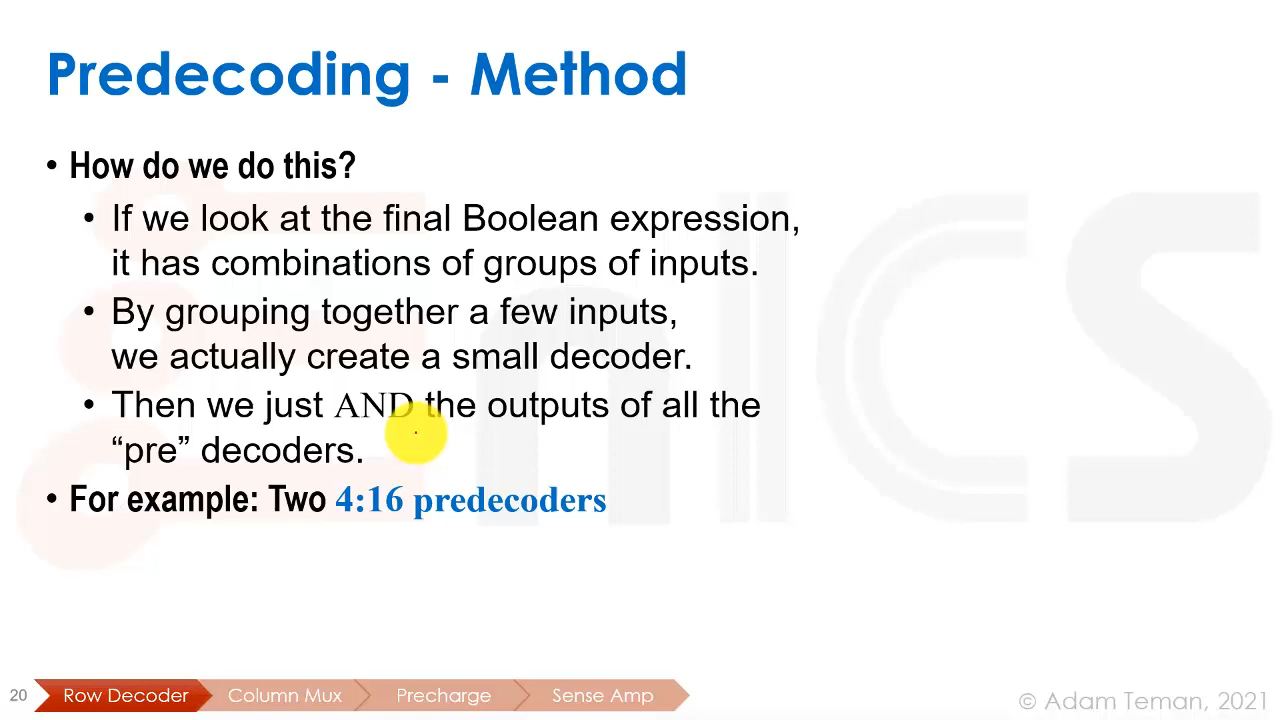 Predecoding - Method
• How do we do this?
• If we look at the final Boolean expression,
it has combinations of groups of inputs.
• By grouping together a few inputs,
we actually create a small decoder.
• Then we just AND the outputs of all the
“pre” decoders.
• For example: Two 4:16 predecoders
20 Row Decoder Column Mux Precharge Sense Amp
© Adam Teman, 2021